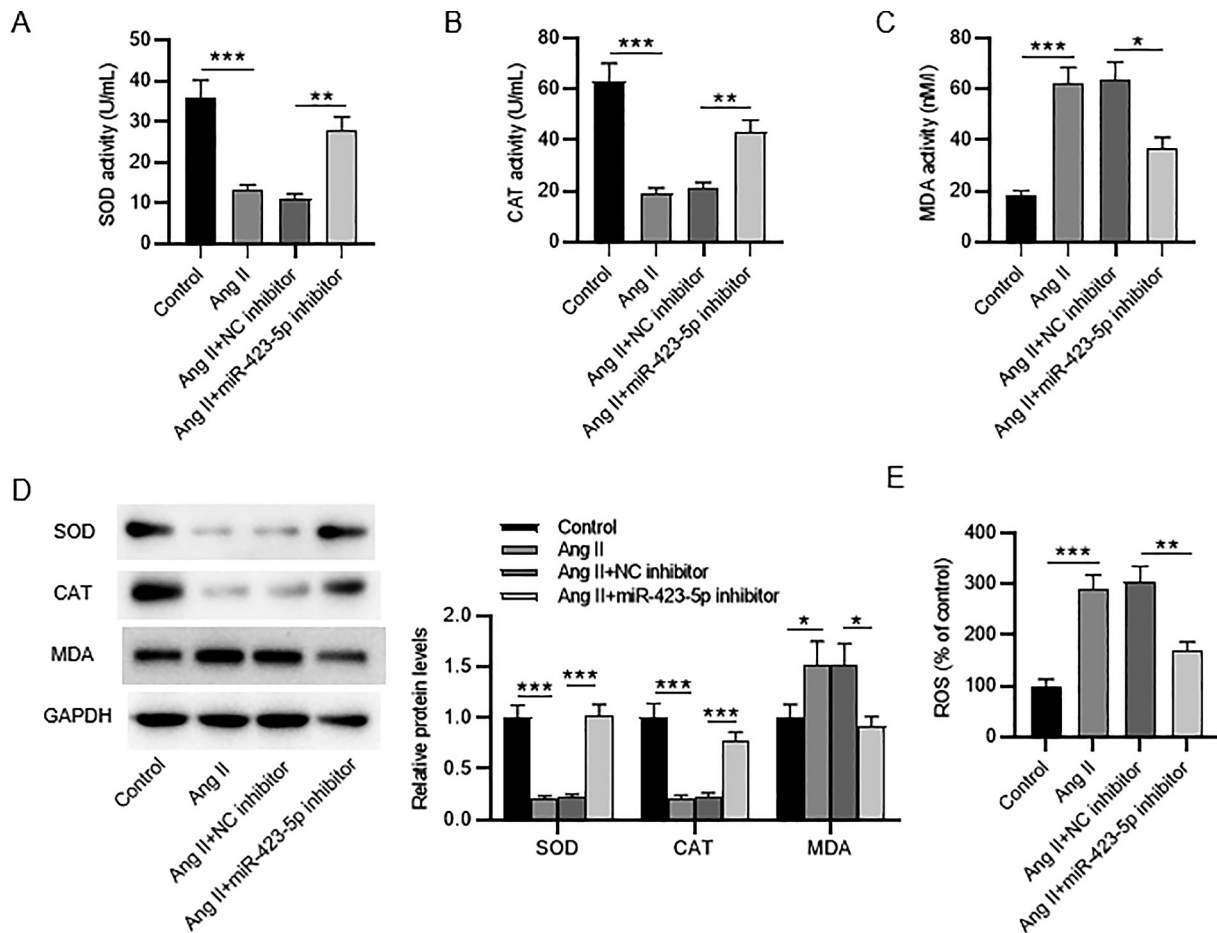 A
SOD activity (U/mL)
50
40
30
20
10
0
***
**
Control
Ang II
Ang II+NC inhibitor
Ang II+miR-423-5p inhibitor
B
CAT activity (U/mL)
80
60
40
20
0
***
**
Control
Ang II
Ang II+NC inhibitor
Ang II+miR-423-5p inhibitor
C
MDA activity (nM/l)
80
60
40
20
0
***
*
Control
Ang II
Ang II+NC inhibitor
Ang II+miR-423-5p inhibitor
D
SOD
CAT
MDA
GAPDH
Control
Ang II
Ang II+NC inhibitor
Ang II+miR-423-5p inhibitor
Control
Ang II
Ang II+NC inhibitor
Ang II+miR-423-5p inhibitor
Relative protein levels
2.0
1.5
1.0
0.5
0.0
***
***
***
***
*
*
SOD
CAT
MDA
E
ROS (% of control)
400
300
200
100
0
***
**
Control
Ang II
Ang II+NC inhibitor
Ang II+miR-423-5p inhibitor